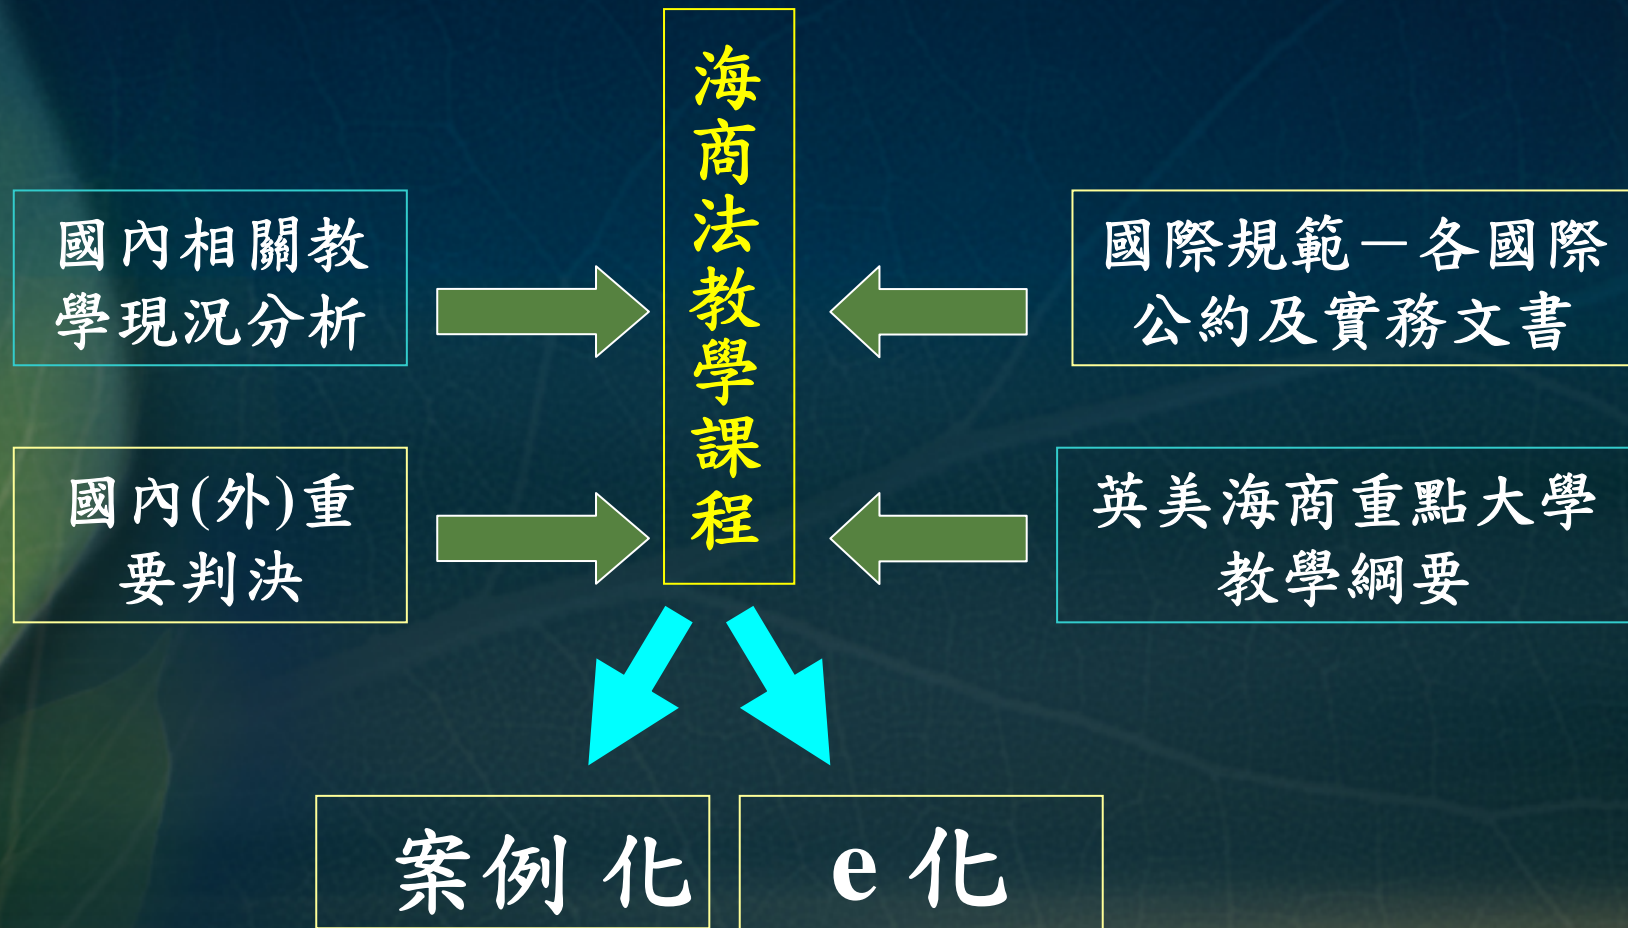 海商法教學課程
國內相關教
學現況分析
國際規範－各國際
公約及實務文書
國內(外)重
要判決
英美海商重點大學
教學綱要
案例 化
e 化